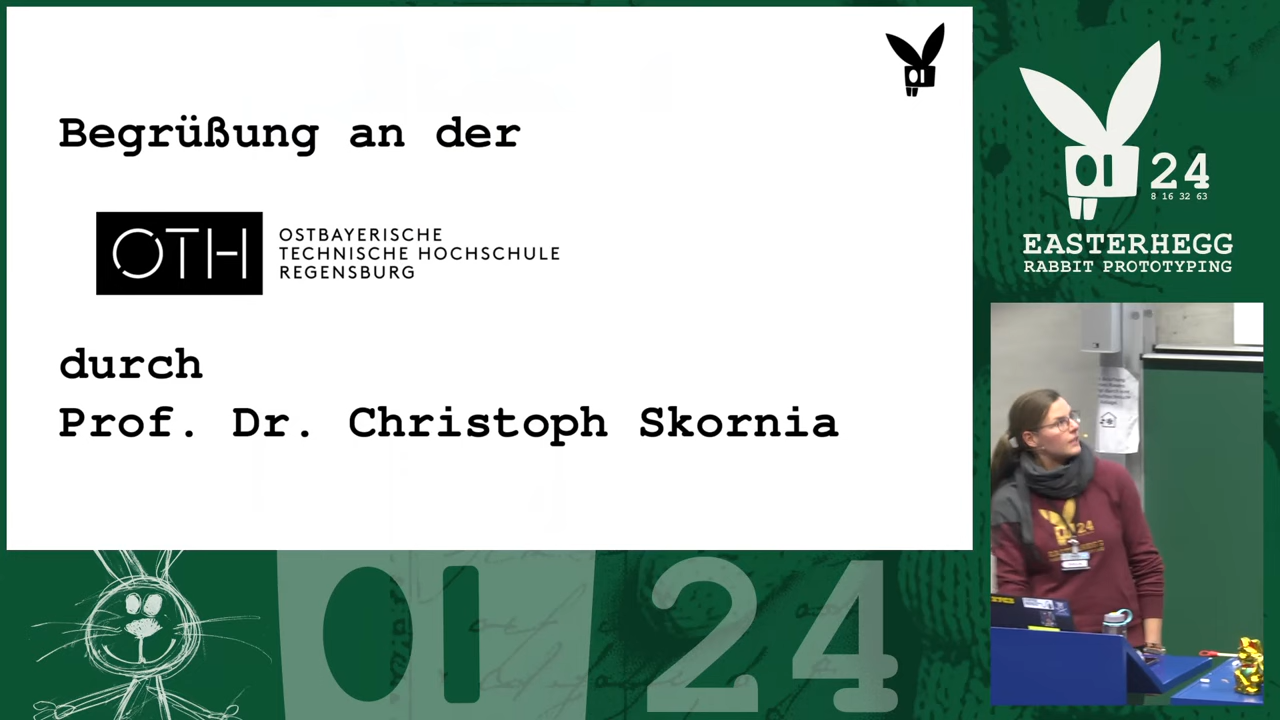 Begrüßung an der
OTH
OSTBAYERISCHE
TECHNISCHE HOCHSCHULE
REGENSBURG
durch
Prof. Dr. Christoph Skornia
24
8 16 32 63
EASTERHEGG
RABBIT PROTOTYPING
24
24